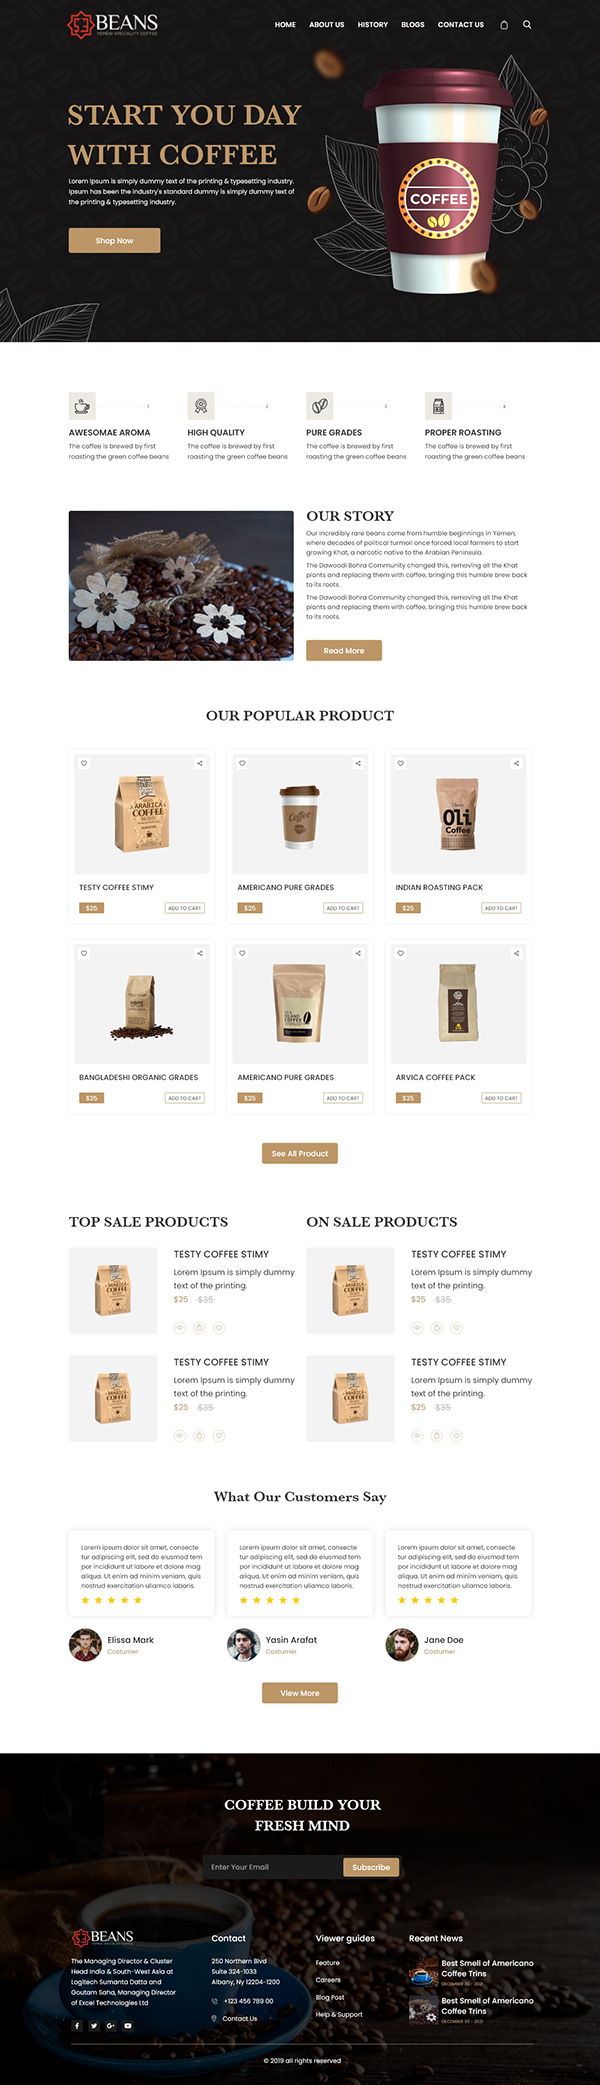 BEANS
YEMENI SPECIALITY COFFEE
HOME ABOUT US HISTORY BLOGS CONTACT US
START YOU DAY
WITH COFFEE
Lorem Ipsum is simply dummy text of the printing & typesetting industry.
Ipsum has been the industry's standard dummy is simply dummy text of
the printing & typesetting industry.
Shop Now
COFFEE
1
AWESOMAE AROMA
The coffee is brewed by first
roasting the green coffee beans
2
HIGH QUALITY
The coffee is brewed by first
roasting the green coffee beans
3
PURE GRADES
The coffee is brewed by first
roasting the green coffee beans
4
PROPER ROASTING
The coffee is brewed by first
roasting the green coffee beans
OUR STORY
Our incredibly rare beans come from humble beginnings in Yemen,
where decades of political turmoil once forced local farmers to start
growing Khat, a narcotic native to the Arabian Peninsula.
The Dawoodi Bohra Community changed this, removing all the Khat
plants and replacing them with coffee, bringing this humble brew back
to its roots.
The Dawoodi Bohra Community changed this, removing all the Khat
plants and replacing them with coffee, bringing this humble brew back
to its roots.
Read More
OUR POPULAR PRODUCT
ARABICA
COFFEE
TESTY COFFEE STIMY
$25 ADD TO CART
Coffee
AMERICANO PURE GRADES
$25 ADD TO CART
Oli
Coffee
INDIAN ROASTING PACK
$25 ADD TO CART
BANGLADESHI ORGANIC GRADES
$25 ADD TO CART
SEA
ISLAND
COFFEE
AMERICANO PURE GRADES
$25 ADD TO CART
ARVICA COFFEE PACK
$25 ADD TO CART
See All Product
TOP SALE PRODUCTS
ARABICA
COFFEE
TESTY COFFEE STIMY
Lorem Ipsum is simply dummy
text of the printing.
$25 $35
ARABICA
COFFEE
TESTY COFFEE STIMY
Lorem Ipsum is simply dummy
text of the printing.
$25 $35
ON SALE PRODUCTS
ARABICA
COFFEE
TESTY COFFEE STIMY
Lorem Ipsum is simply dummy
text of the printing.
$25 $35
ARABICA
COFFEE
TESTY COFFEE STIMY
Lorem Ipsum is simply dummy
text of the printing.
$25 $35
What Our Customers Say
Lorem ipsum dolor sit amet, consecte
tur adipiscing elit, sed do eiusmod tem
por incididunt ut labore et dolore mag
aliqua. Ut enim ad minim veniam, quis
nostrud exercitation ullamco laboris.
Elissa Mark
Costumer
Lorem ipsum dolor sit amet, consecte
tur adipiscing elit, sed do eiusmod tem
por incididunt ut labore et dolore mag
aliqua. Ut enim ad minim veniam, quis
nostrud exercitation ullamco laboris.
Yasin Arafat
Costumer
Lorem ipsum dolor sit amet, consecte
tur adipiscing elit, sed do eiusmod tem
por incididunt ut labore et dolore mag
aliqua. Ut enim ad minim veniam, quis
nostrud exercitation ullamco laboris.
Jane Doe
Costumer
View More
COFFEE BUILD YOUR
FRESH MIND
Enter Your Email
Subscribe
BEANS
YEMENI SPECIALITY COFFEE
The Managing Director & Cluster
Head India & South-West Asia at
Logitech Sumanta Datta and
Goutam Saha, Managing Director
of Excel Technologies Ltd
Contact
250 Northern Blvd
Suite 324-1033
Albany, Ny 12204-1200
+123 456 789 00
Contact Us
Viewer guides
Feature
Careers
Blog Post
Help & Support
Recent News
Best Smell of Americano
Coffee Trins
DECEMBER 30 - 2021
Best Smell of Americano
Coffee Trins
DECEMBER 30 - 2021
© 2019 all rights reserved